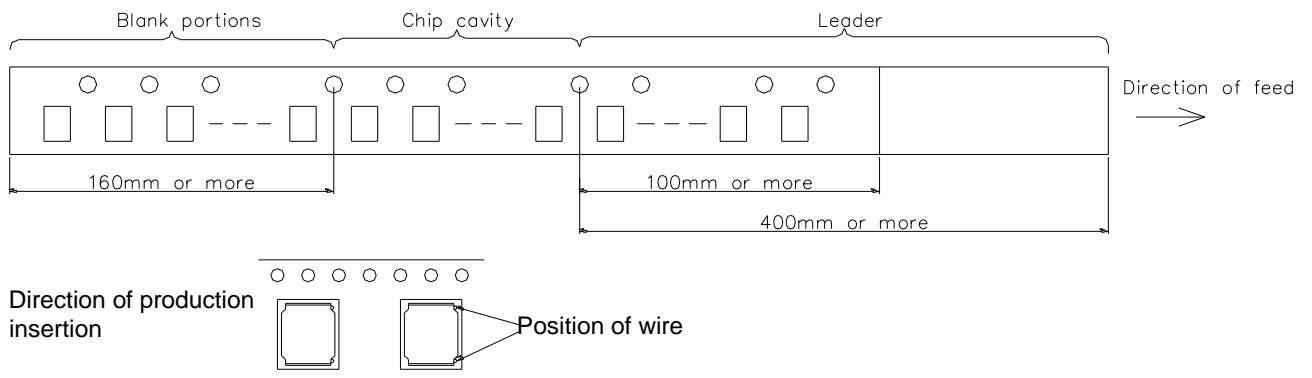 Blank portions
Chip cavity
Leader
Direction of feed
160mm or more
100mm or more
400mm or more
Direction of production
insertion
Position of wire